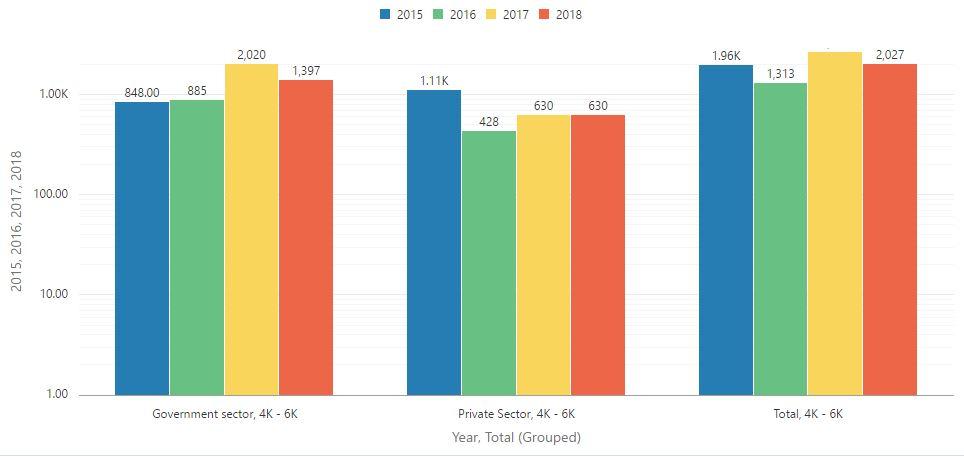 2015 2016 2017 2018
2,020
1,397
848.00
885
1.11K
428
630
630
1.96K
1,313
2,027
1.00K
100.00
10.00
1.00
2015, 2016, 2017, 2018
Government sector, 4K - 6K
Private Sector, 4K - 6K
Total, 4K - 6K
Year, Total (Grouped)